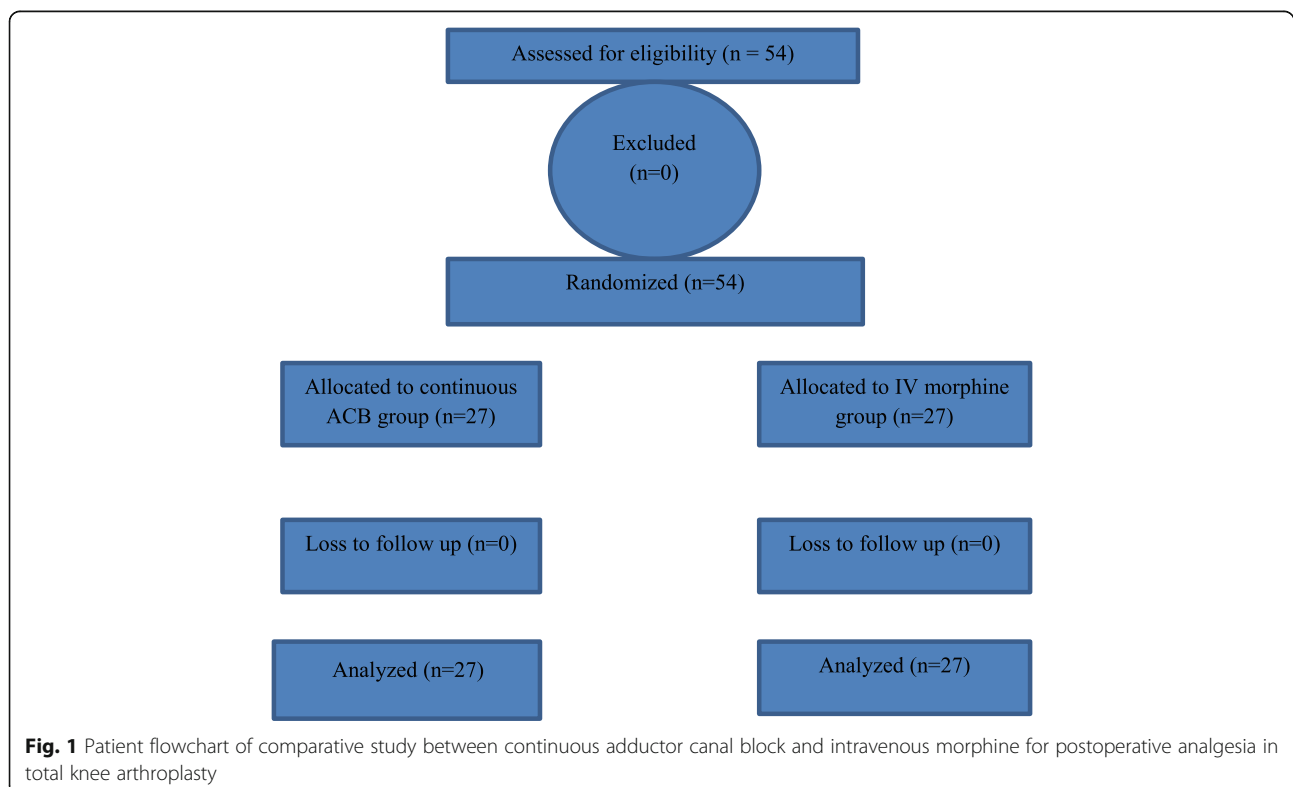 Assessed for eligibility (n = 54)
Excluded
(n=0)
Randomized (n=54)
Allocated to continuous
ACB group (n=27)
Allocated to IV morphine
group (n=27)
Loss to follow up (n=0)
Loss to follow up (n=0)
Analyzed (n=27)
Analyzed (n=27)
Fig. 1 Patient flowchart of comparative study between continuous adductor canal block and intravenous morphine for postoperative analgesia in
total knee arthroplasty